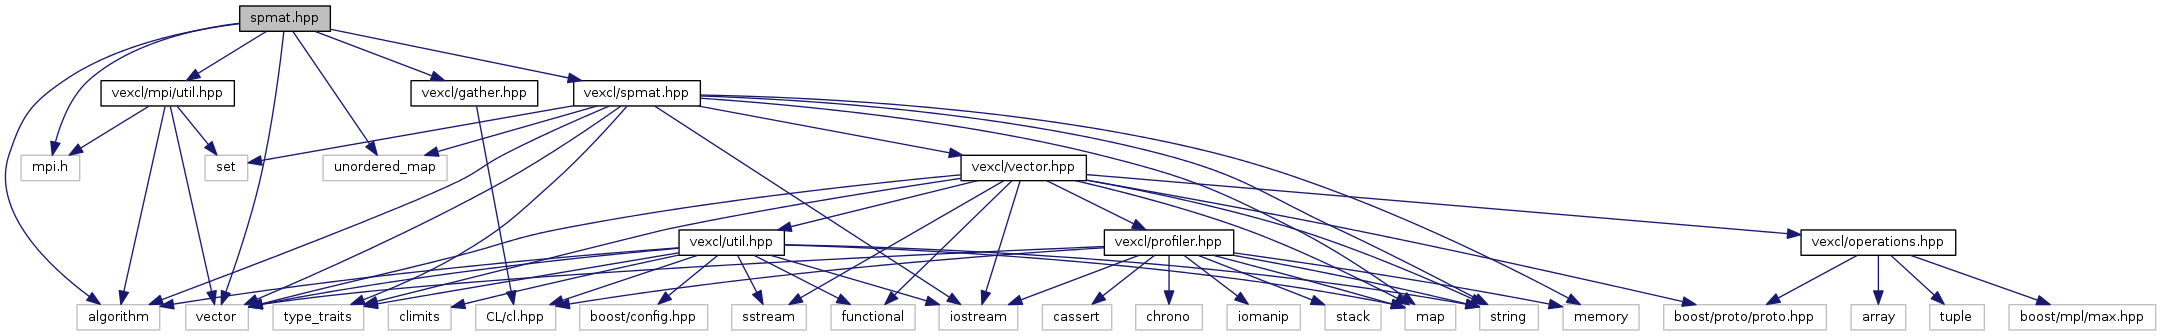 spmat.hpp
vexcl/mpi/util.hpp
vexcl/gather.hpp
vexcl/spmat.hpp
mpi.h
set
unordered_map
vexcl/vector.hpp
vexcl/util.hpp
vexcl/profiler.hpp
vexcl/operations.hpp
algorithm
vector
type_traits
climits
CL/cl.hpp
boost/config.hpp
sstream
functional
iostream
cassert
chrono
iomanip
stack
map
string
memory
boost/proto/proto.hpp
array
tuple
boost/mpl/max.hpp